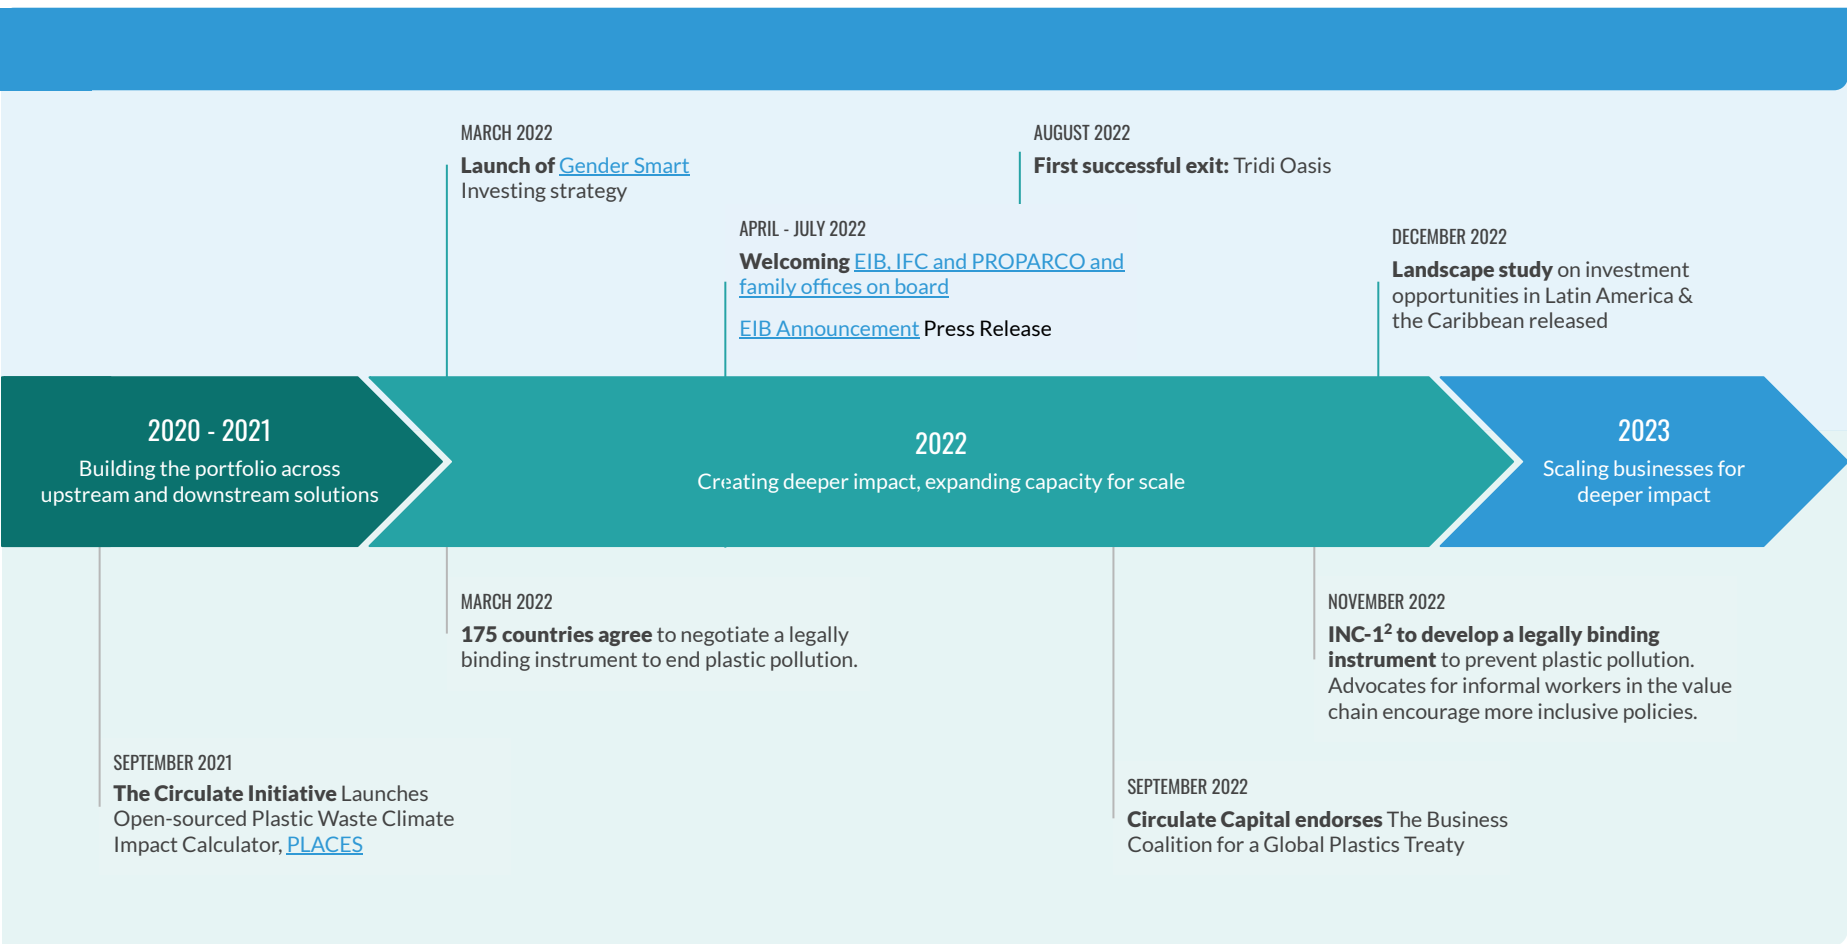 MARCH 2022
Launch of Gender Smart
Investing strategy
AUGUST 2022
First successful exit: Tridi Oasis
APRIL - JULY 2022
Welcoming EIB, IFC and PROPARCO and
family offices on board
EIB Announcement Press Release
DECEMBER 2022
Landscape study on investment
opportunities in Latin America &
the Caribbean released
2020 - 2021
Building the portfolio across
upstream and downstream solutions
2022
Creating deeper impact, expanding capacity for scale
2023
Scaling businesses for
deeper impact
MARCH 2022
175 countries agree to negotiate a legally
binding instrument to end plastic pollution.
NOVEMBER 2022
INC-1² to develop a legally binding
instrument to prevent plastic pollution.
Advocates for informal workers in the value
chain encourage more inclusive policies.
SEPTEMBER 2021
The Circulate Initiative Launches
Open-sourced Plastic Waste Climate
Impact Calculator, PLACES
SEPTEMBER 2022
Circulate Capital endorses The Business
Coalition for a Global Plastics Treaty